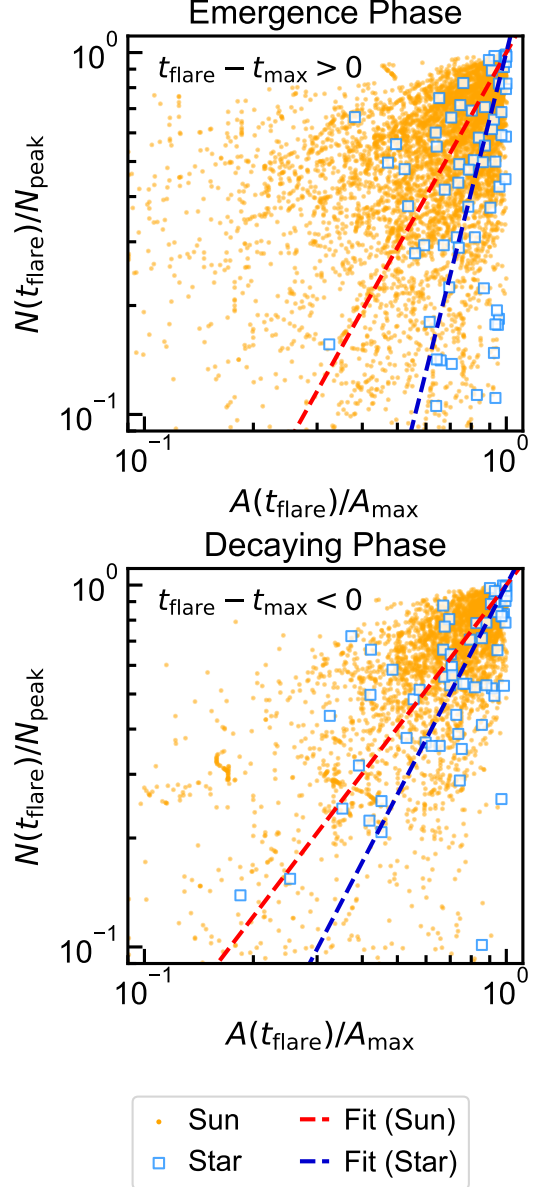 Emergence Phase
t_flare − t_max > 0
10^0
10^−1
N(t_flare)/N_peak
10^−1
10^0
A(t_flare)/A_max
Decaying Phase
t_flare − t_max < 0
10^0
10^−1
N(t_flare)/N_peak
10^−1
10^0
A(t_flare)/A_max
Sun
Fit (Sun)
Star
Fit (Star)